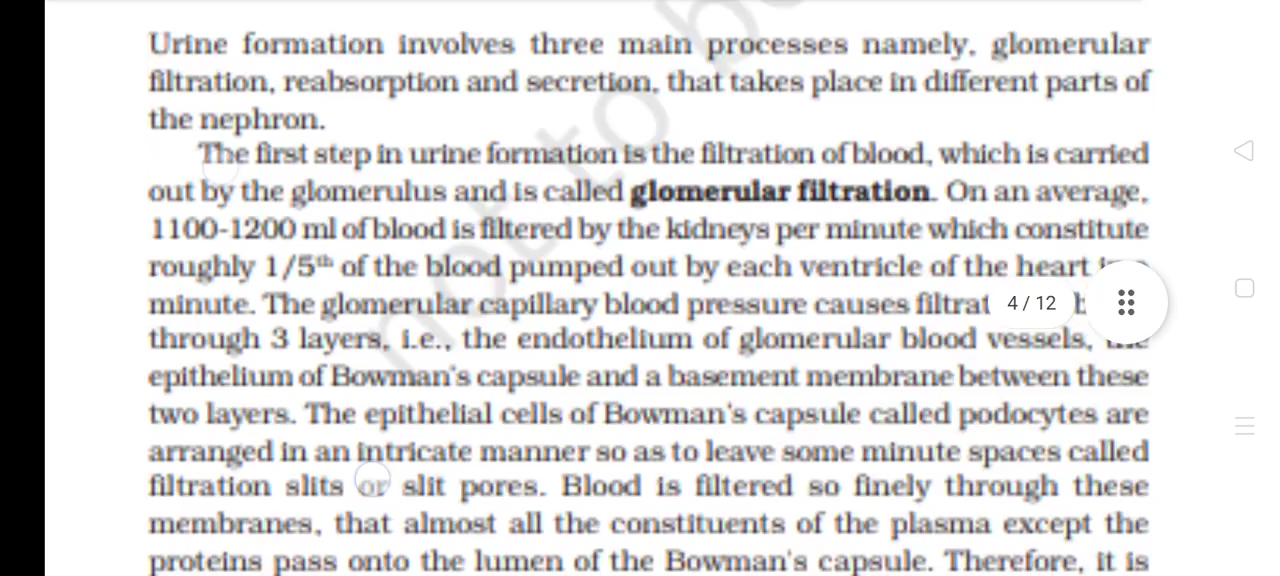 Urine formation involves three main processes namely, glomerular
filtration, reabsorption and secretion, that takes place in different parts of
the nephron.
The first step in urine formation is the filtration of blood, which is carried
out by the glomerulus and is called glomerular filtration. On an average,
1100-1200 ml of blood is filtered by the kidneys per minute which constitute
roughly 1/5th of the blood pumped out by each ventricle of the heart
minute. The glomerular capillary blood pressure causes 4 / 12
through 3 layers, i.e., the endothelium of glomerular blood vessels,
epithelium of Bowman's capsule and a basement membrane between these
two layers. The epithelial cells of Bowman's capsule called podocytes are
arranged in an intricate manner so as to leave some minute spaces called
filtration slits or slit pores. Blood is filtered so finely through these
membranes, that almost all the constituents of the plasma except the
proteins pass onto the lumen of the Bowman's capsule. Therefore, it is
not to